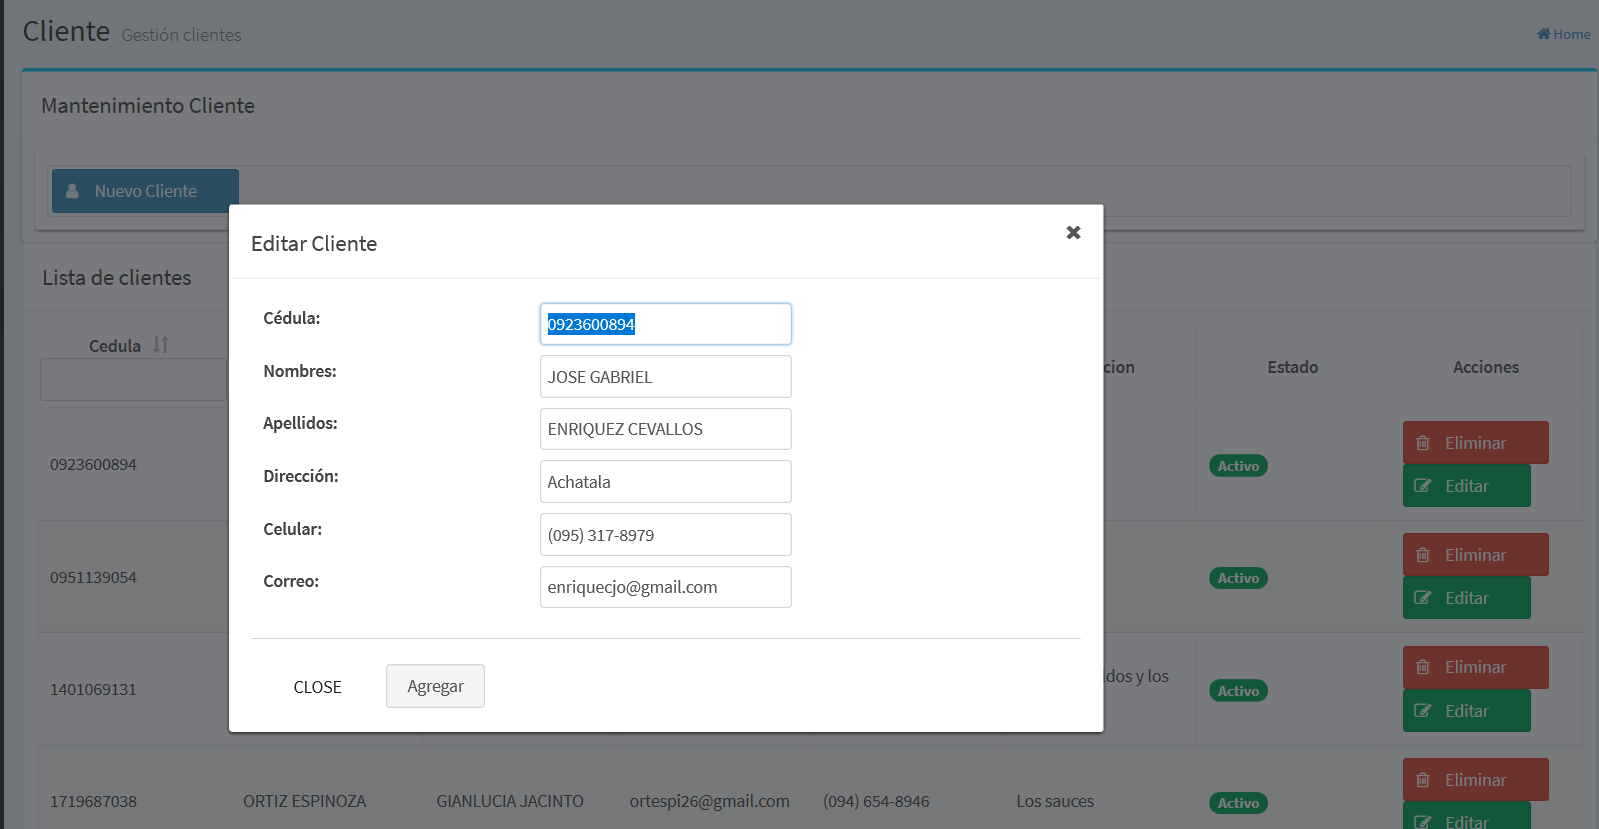 Cliente Gestión clientes
Home
Mantenimiento Cliente
Nuevo Cliente
Editar Cliente
Lista de clientes
Cédula: 0923600894
Cedula
Nombres: JOSE GABRIEL
cion Estado Acciones
Apellidos: ENRIQUEZ CEVALLOS
Eliminar
0923600894 Activo
Dirección: Achatala
Editar
Celular: (095) 317-8979
Eliminar
0951139054 Activo
Correo: enriquecjo@gmail.com
Editar
Eliminar
ldos y los
CLOSE Agregar
1401069131 Activo
Editar
Eliminar
1719687038 ORTIZ ESPINOZA GIANLUCIA JACINTO ortespi26@gmail.com (094) 654-8946 Los sauces Activo
Editar